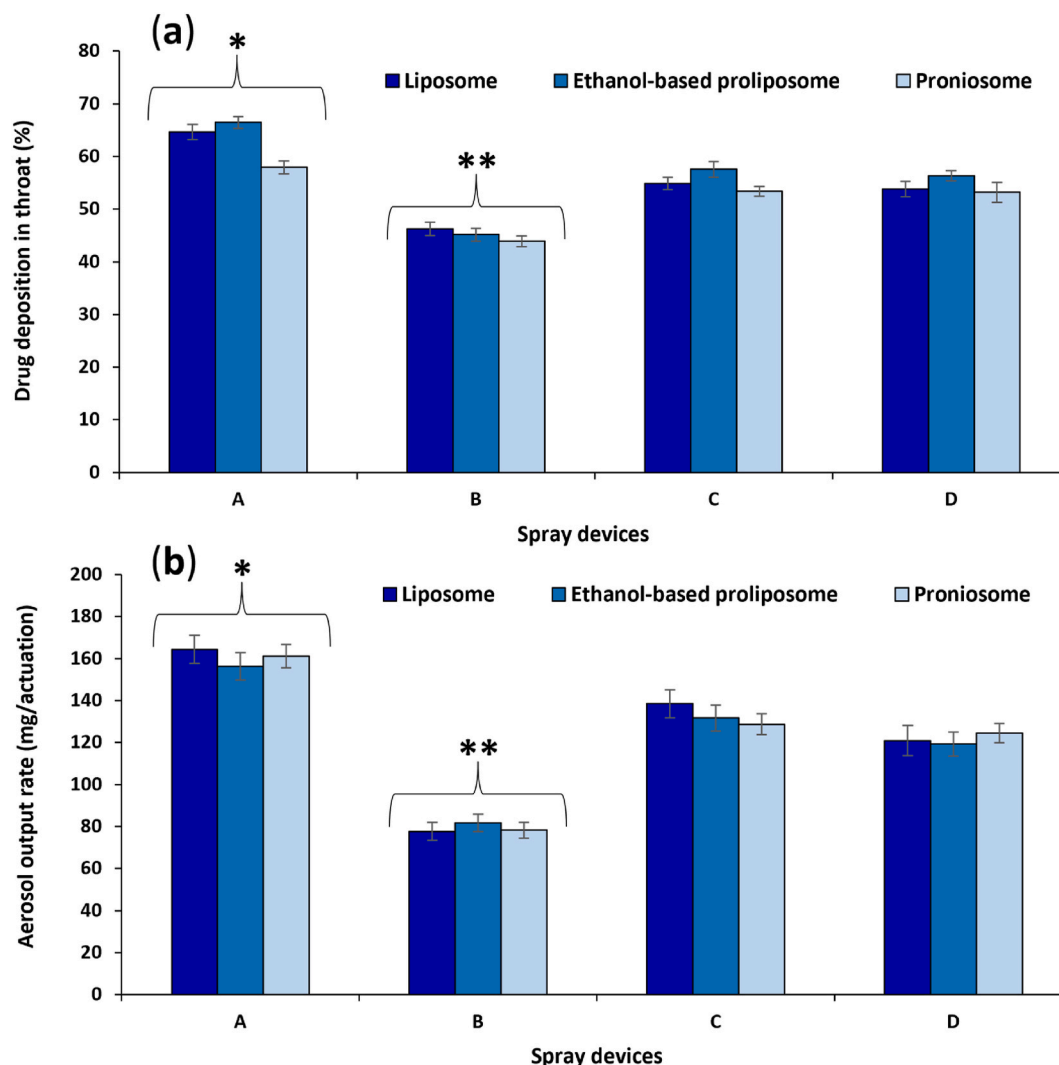 (a)
*
Liposome Ethanol-based proliposome Proniosome
**
Drug deposition in throat (%)
80
70
60
50
40
30
20
10
0
A B C D
Spray devices
(b)
*
Liposome Ethanol-based proliposome Proniosome
**
Aerosol output rate (mg/actuation)
200
180
160
140
120
100
80
60
40
20
0
A B C D
Spray devices